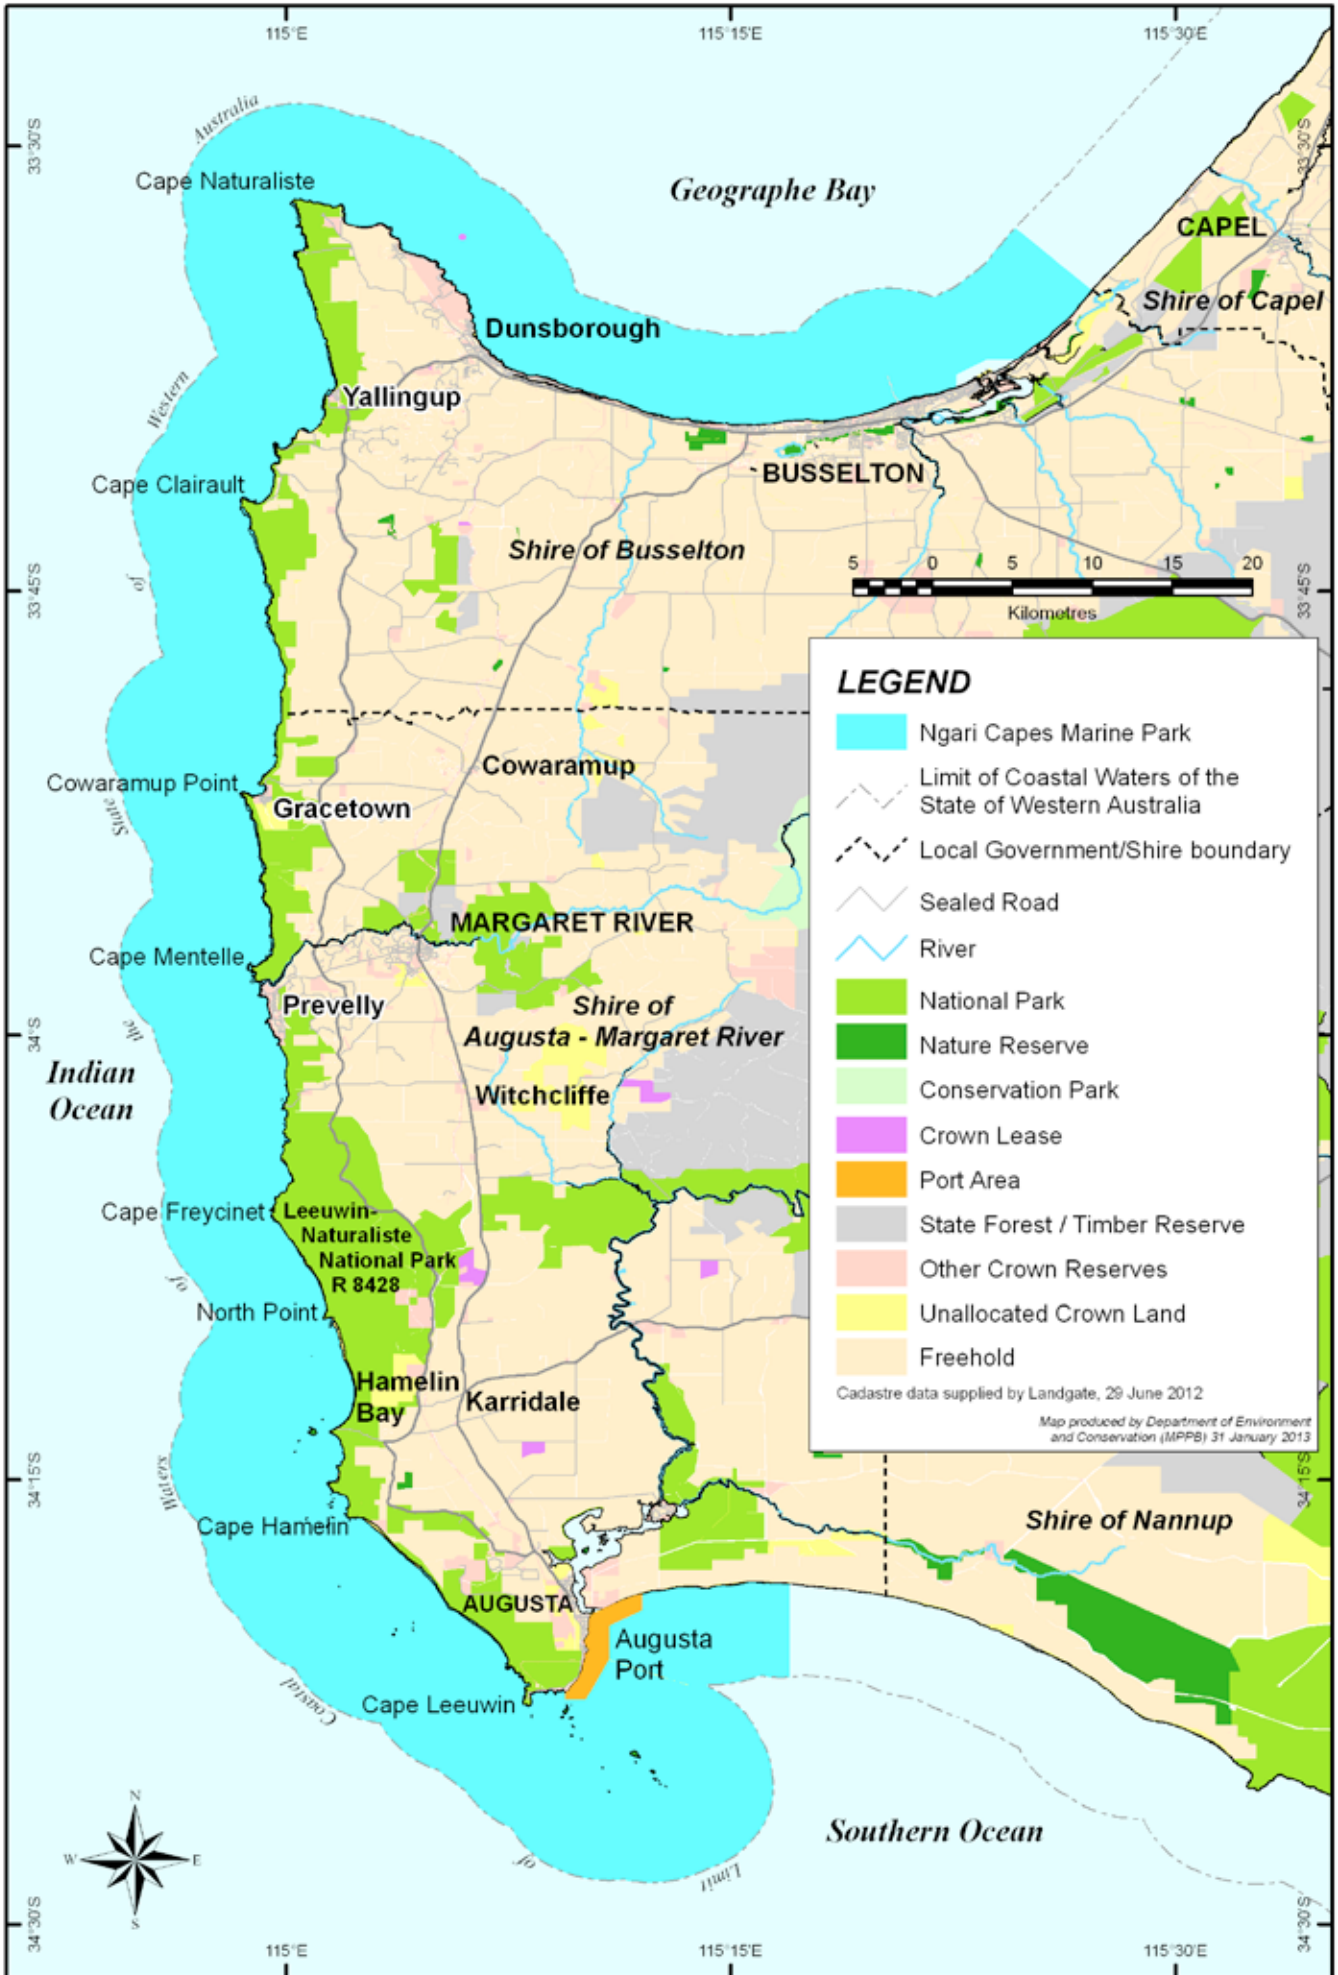 115°E
115°15'E
115°30'E
33°30'S
33°30'S
Australia
Cape Naturaliste
Geographe Bay
CAPEL
Shire of Capel
Dunsborough
Western
Yallingup
BUSSELTON
Cape Clairault
Shire of Busselton
of
33°45'S
33°45'S
5 0 5 10 15 20
Kilometres
LEGEND
Ngari Capes Marine Park
Limit of Coastal Waters of the
State of Western Australia
Local Government/Shire boundary
Sealed Road
River
National Park
Nature Reserve
Conservation Park
Crown Lease
Port Area
State Forest / Timber Reserve
Other Crown Reserves
Unallocated Crown Land
Freehold
Cadastre data supplied by Landgate, 29 June 2012
Map produced by Department of Environment
and Conservation (MPPB) 31 January 2013
Cowaramup
Cowaramup Point
Gracetown
State
MARGARET RIVER
Cape Mentelle
Prevelly
Shire of
Augusta - Margaret River
the
34°S
Indian
Ocean
Witchcliffe
Cape Freycinet
Leeuwin-
Naturaliste
National Park
R 8428
of
North Point
Hamelin
Bay
Karridale
Waters
34°15'S
34°15'S
Cape Hamelin
Shire of Nannup
AUGUSTA
Augusta
Port
Coastal
Cape Leeuwin
N
W
E
S
Southern Ocean
of
Limit
34°30'S
34°30'S
115°E
115°15'E
115°30'E